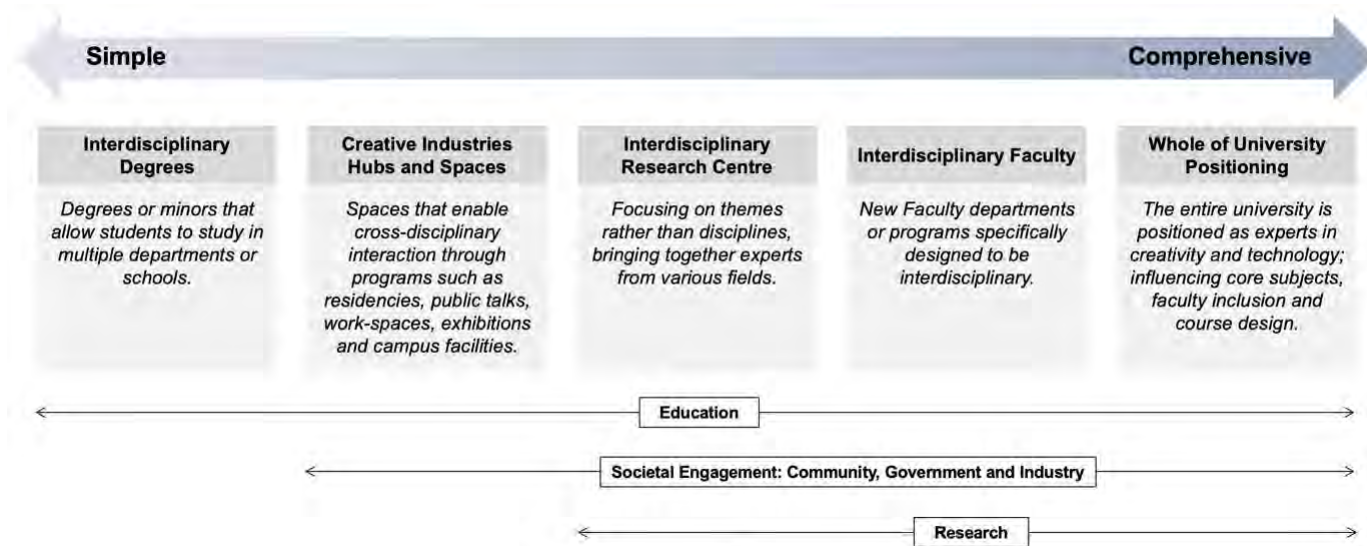 Simple
Comprehensive
Interdisciplinary
Degrees
Degrees or minors that
allow students to study in
multiple departments or
schools.
Creative Industries
Hubs and Spaces
Spaces that enable
cross-disciplinary
interaction through
programs such as
residencies, public talks,
work-spaces, exhibitions
and campus facilities.
Interdisciplinary
Research Centre
Focusing on themes
rather than disciplines,
bringing together experts
from various fields.
Interdisciplinary Faculty
New Faculty departments
or programs specifically
designed to be
interdisciplinary.
Whole of University
Positioning
The entire university is
positioned as experts in
creativity and technology;
influencing core subjects,
faculty inclusion and
course design.
Education
Societal Engagement: Community, Government and Industry
Research